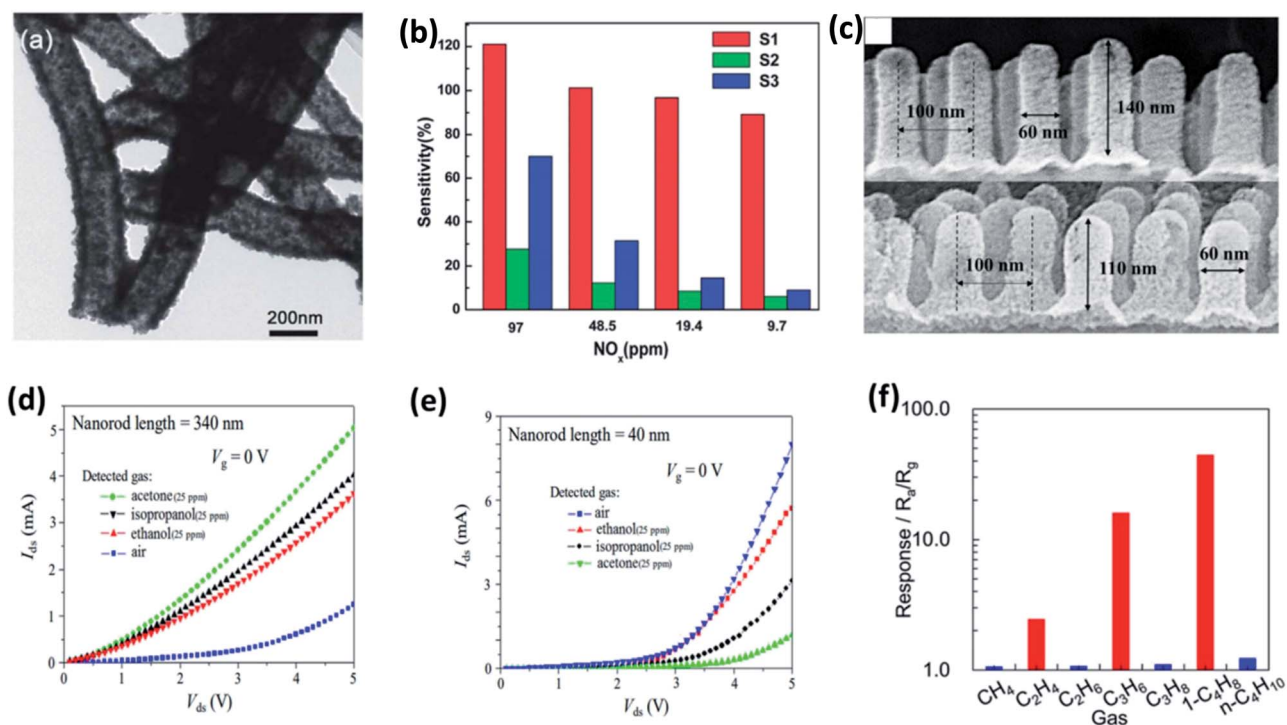 (a)
200nm
(b)
S1
S2
S3
120
100
80
60
40
20
0
Sensitivity(%)
97 48.5 19.4 9.7
NOx(ppm)
(c)
100 nm
60 nm
140 nm
100 nm
110 nm
60 nm
(d)
Nanorod length = 340 nm
Vg = 0 V
Detected gas:
acetone(25 ppm)
isopropanol(25 ppm)
ethanol(25 ppm)
air
5
4
3
2
1
0
Ids (mA)
0 1 2 3 4 5
Vds (V)
(e)
Nanorod length = 40 nm
Vg = 0 V
Detected gas:
air
ethanol(25 ppm)
isopropanol(25 ppm)
acetone(25 ppm)
9
6
3
0
Ids (mA)
0 1 2 3 4 5
Vds (V)
(f)
100.0
10.0
1.0
Response / Ra/Rg
CH4 C2H4 C2H6 C3H6 C3H8 1-C4H8 n-C4H10
Gas